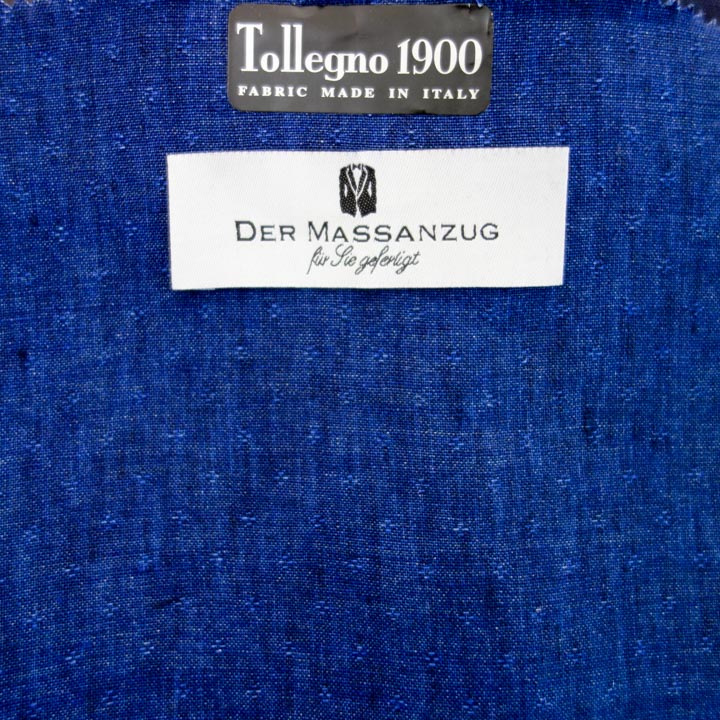 Tollegno 1900
FABRIC MADE IN ITALY
DER MASSANZUG
für Sie gefertigt